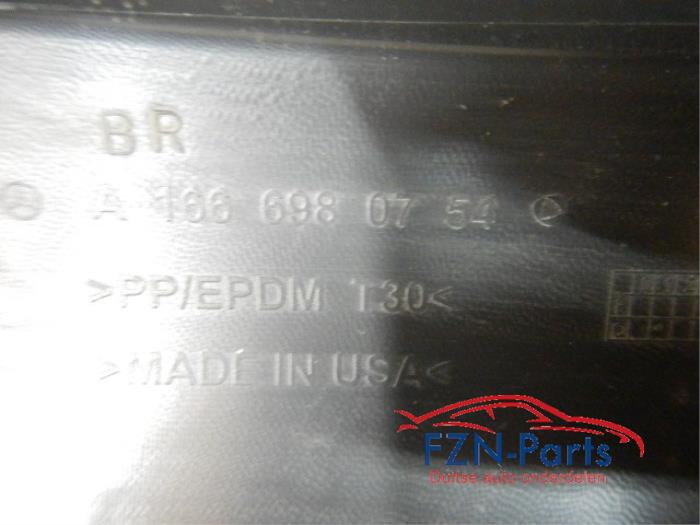 BR
A 166 698 07 54
>PP/EPDM T30<
>MADE IN USA<
FZN-Parts
Duitse auto onderdelen